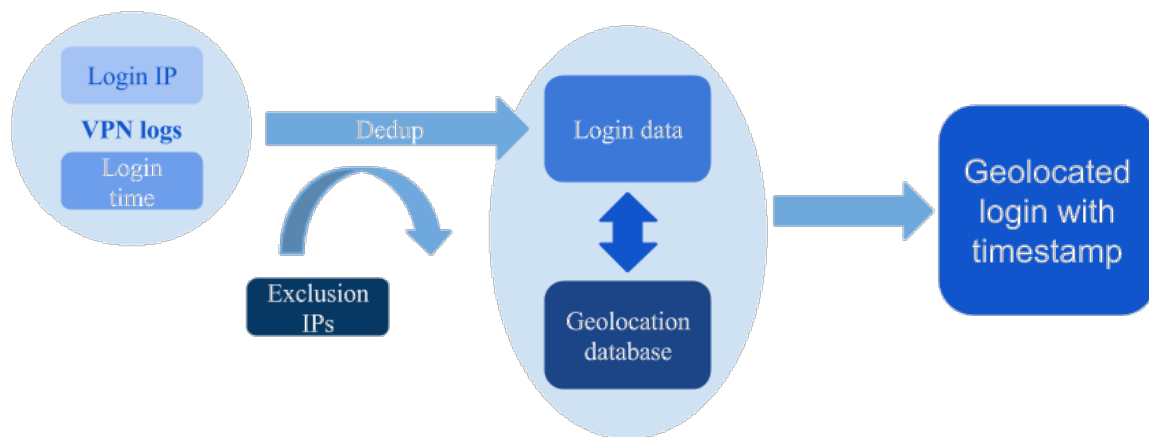 Login IP
VPN logs
Login
time
Dedup
Exclusion
IPs
Login data
Geolocation
database
Geolocated
login with
timestamp